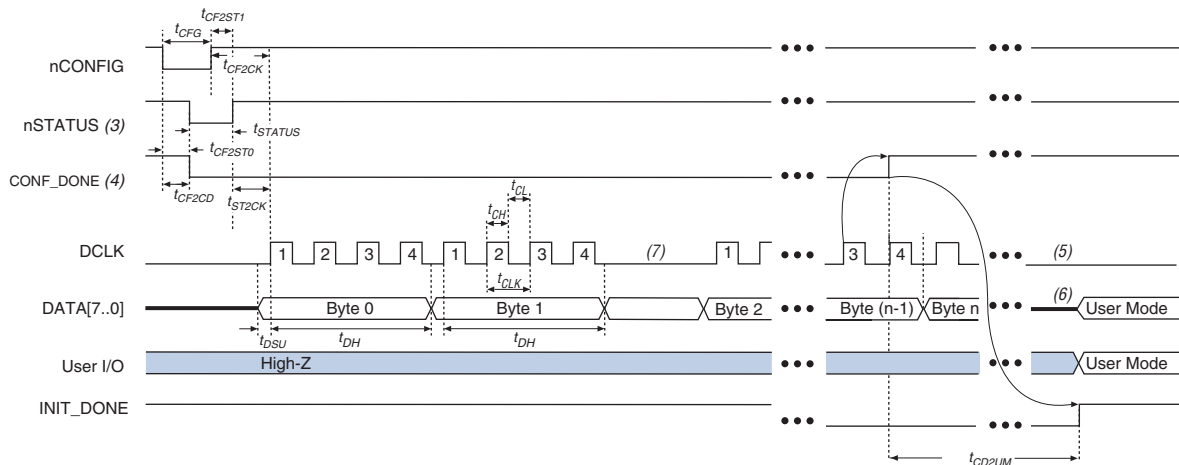 tCF2ST1
tCFG
nCONFIG
tCF2CK
nSTATUS (3)
tSTATUS
tCF2ST0
CONF_DONE (4)
tCF2CD
tST2CK
tCL
tCH
DCLK
1 2 3 4 1 2 3 4 (7) 1 3 4 (5)
tCLK
DATA[7..0] Byte 0 Byte 1 Byte 2 Byte (n-1) Byte n (6) User Mode
tDSU tDH tDH
User I/O High-Z User Mode
INIT_DONE
tCD2UM